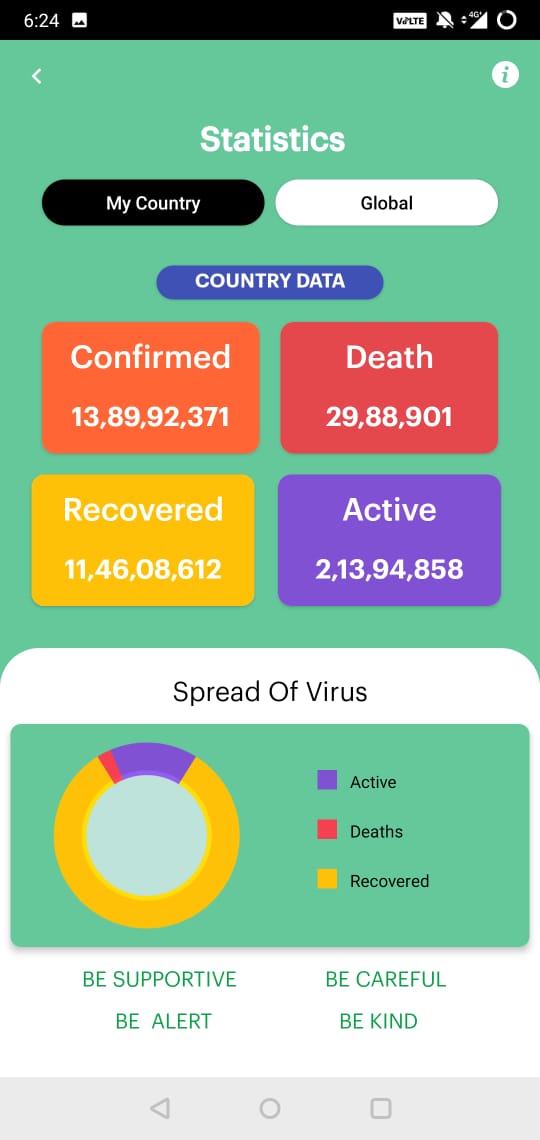 6:24 VoLTE 4G+
i
Statistics
My Country Global
COUNTRY DATA
Confirmed Death
13,89,92,371 29,88,901
Recovered Active
11,46,08,612 2,13,94,858
Spread Of Virus
Active
Deaths
Recovered
BE SUPPORTIVE BE CAREFUL
BE ALERT BE KIND